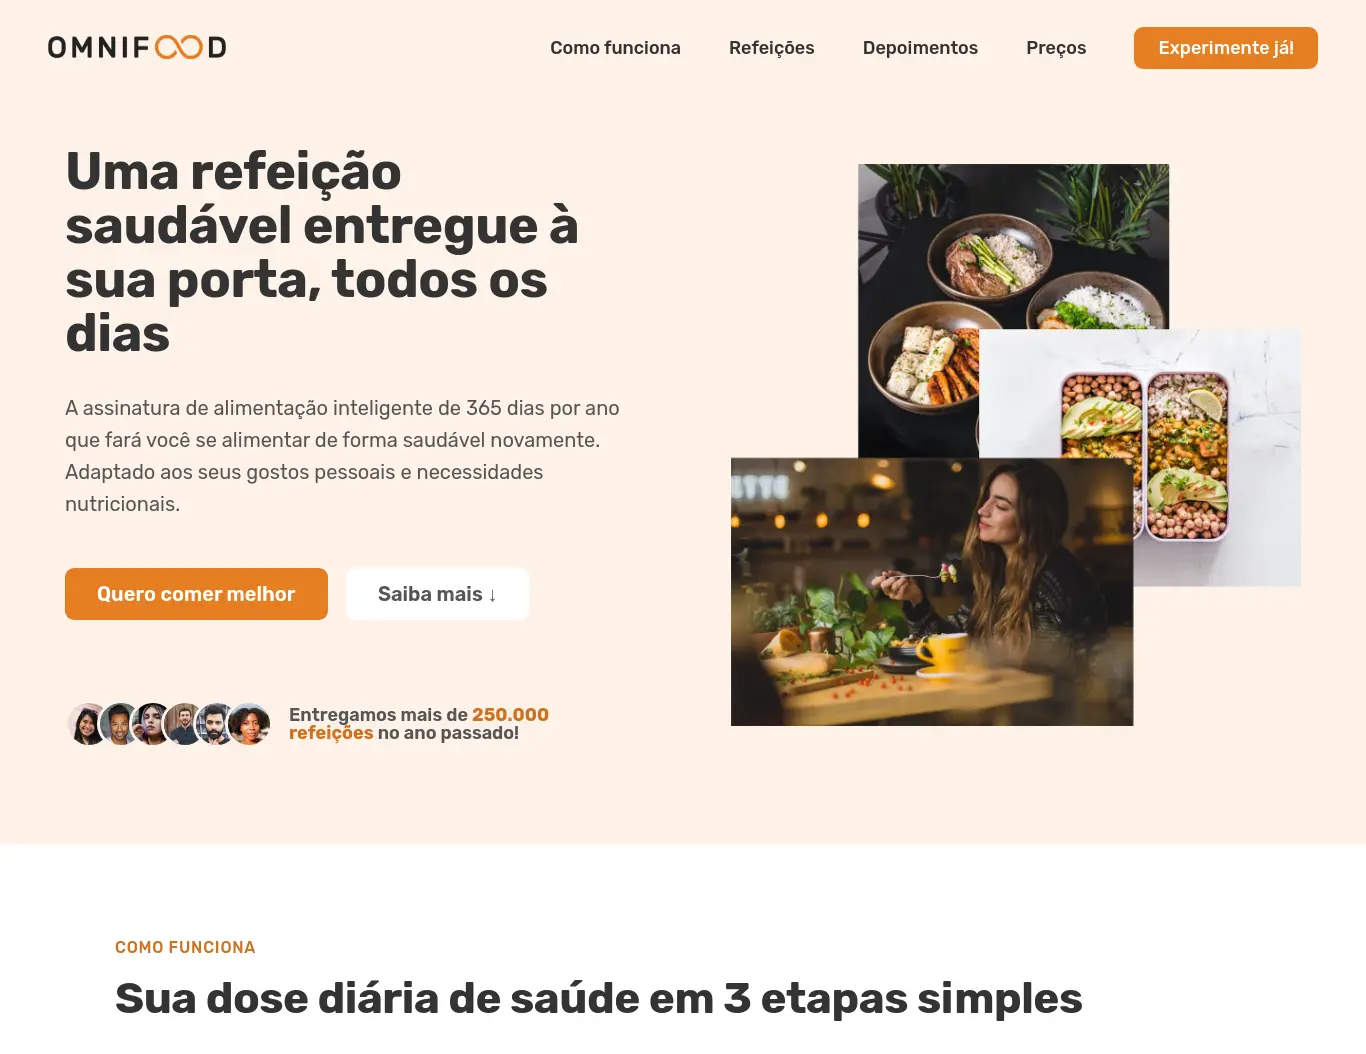 OMNIFOOD
Como funciona
Refeições
Depoimentos
Preços
Experimente já!
Uma refeição
saudável entregue à
sua porta, todos os
dias
A assinatura de alimentação inteligente de 365 dias por ano
que fará você se alimentar de forma saudável novamente.
Adaptado aos seus gostos pessoais e necessidades
nutricionais.
Quero comer melhor
Saiba mais ↓
Entregamos mais de 250.000
refeições no ano passado!
COMO FUNCIONA
Sua dose diária de saúde em 3 etapas simples